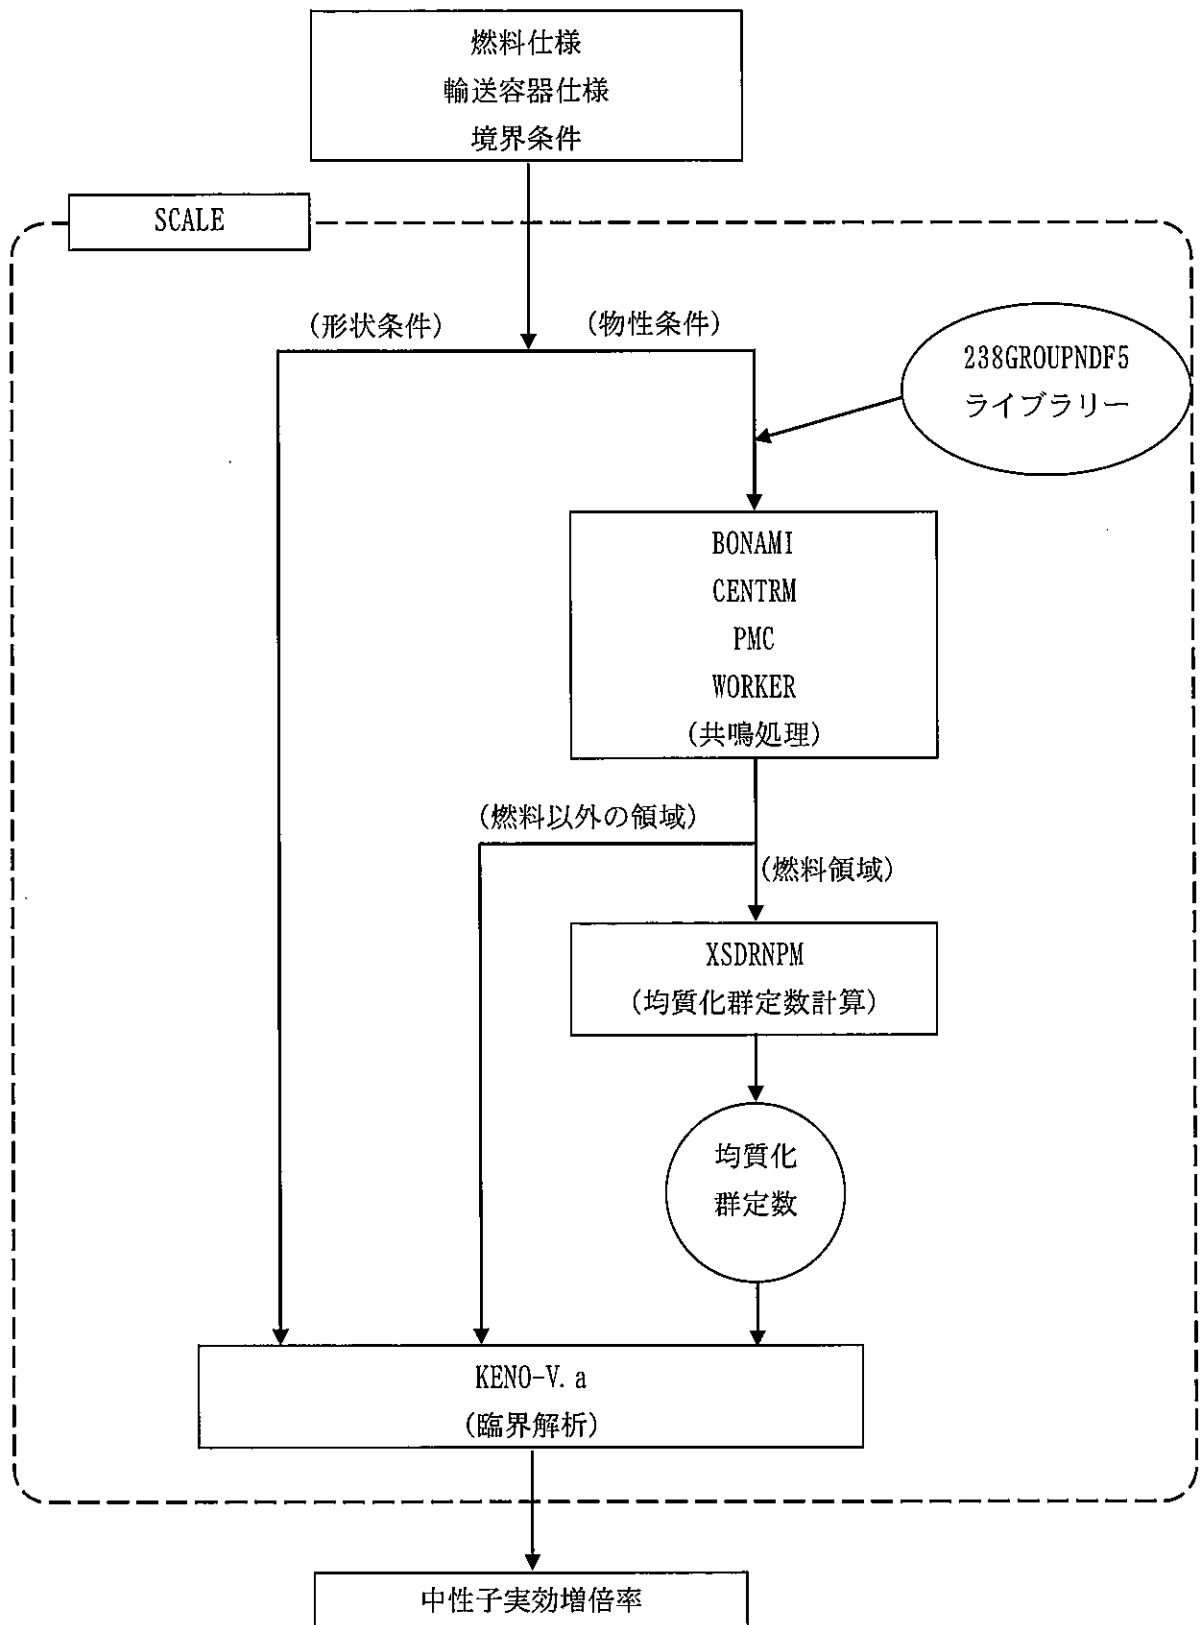 燃料仕様
輸送容器仕様
境界条件
SCALE
(形状条件)
(物性条件)
238GROUPNDF5
ライブラリー
BONAMI
CENTRM
PMC
WORKER
(共鳴処理)
(燃料以外の領域)
(燃料領域)
XSDRNPM
(均質化群定数計算)
均質化
群定数
KENO-V.a
(臨界解析)
中性子実効増倍率